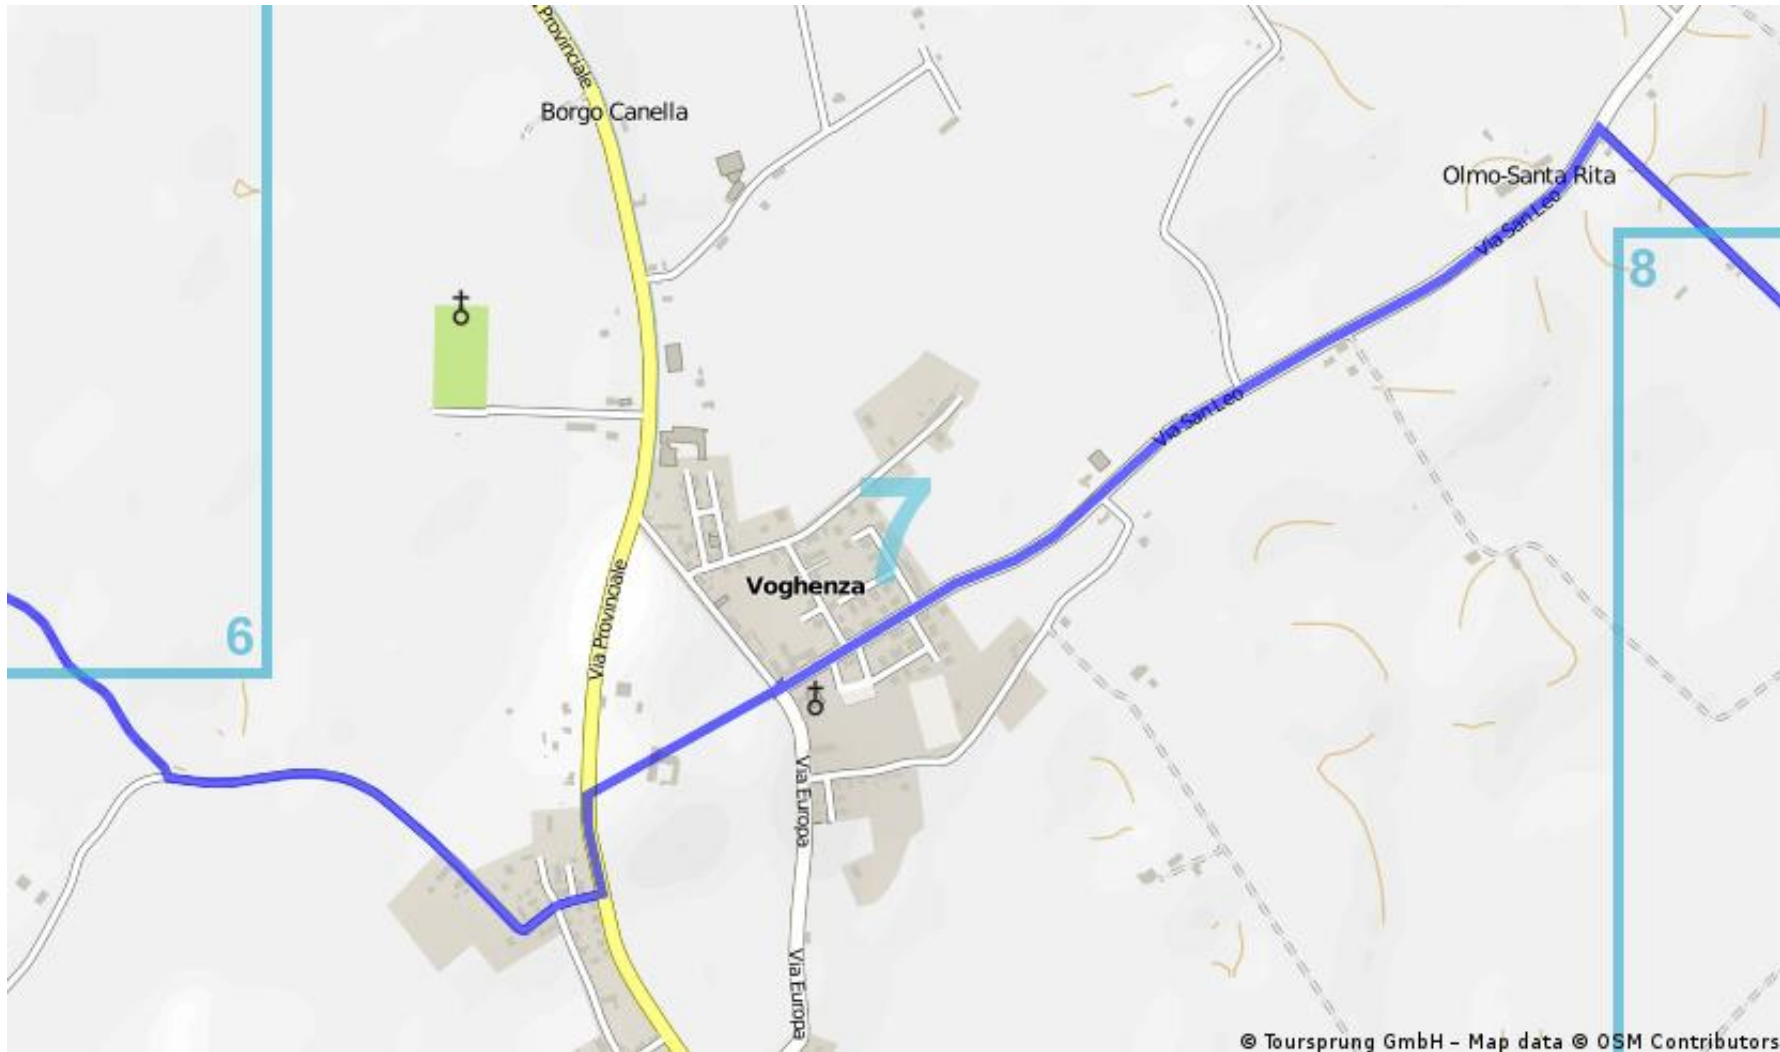 Provinciale
Borgo Canella
Olmo-Santa Rita
Via San Leo
8
Via San Leo
7
Voghenza
Via Provinciale
6
Via Europa
Via Europa
© Toursprung GmbH – Map data © OSM Contributors